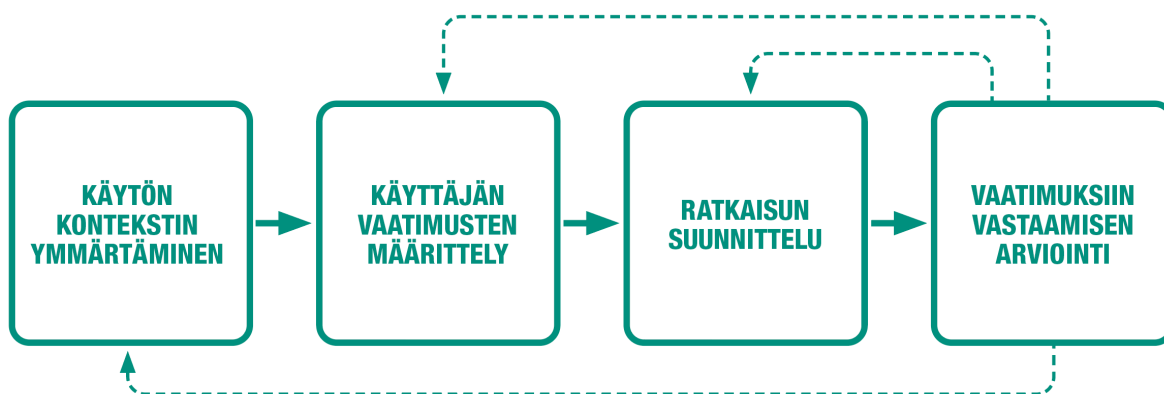 KÄYTÖN
KONTEKSTIN
YMMÄRTÄMINEN
KÄYTTÄJÄN
VAATIMUSTEN
MÄÄRITTELY
RATKAISUN
SUUNNITTELU
VAATIMUKSIIN
VASTAAMISEN
ARVIOINTI